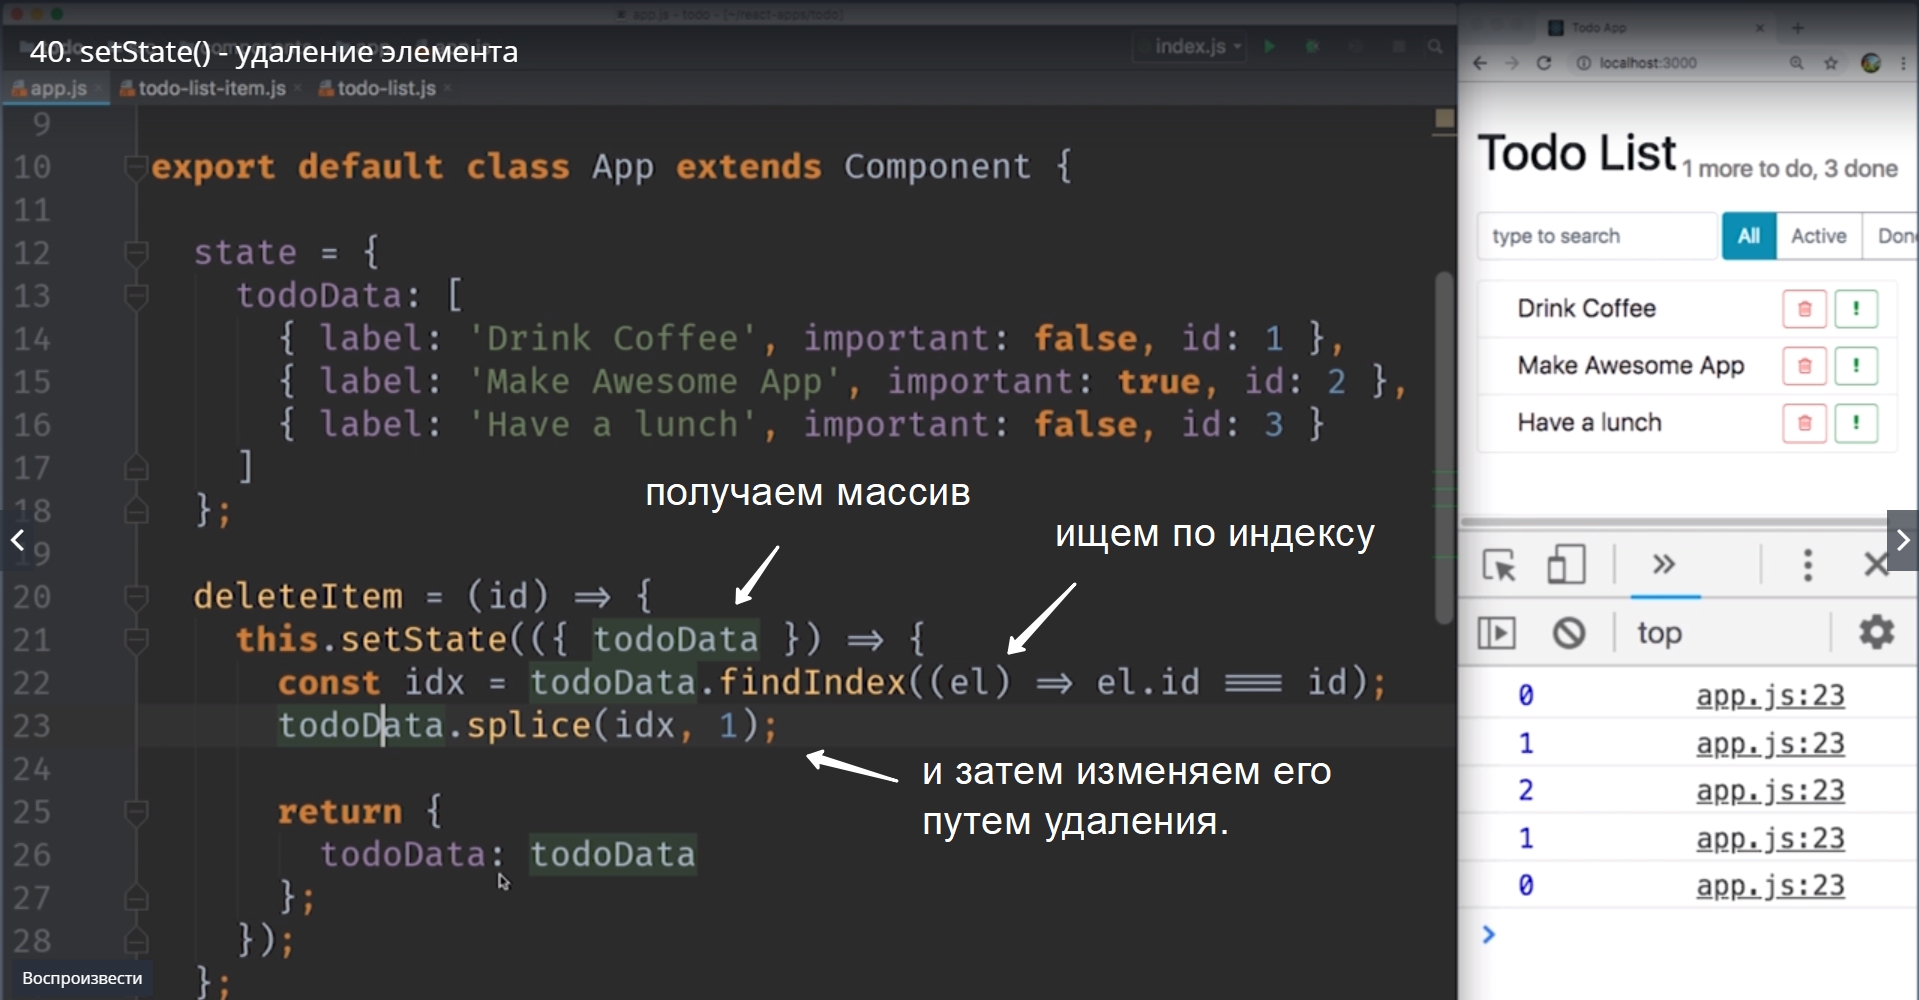 app.js - todo - [~/react-apps/todo]
40. setState() - удаление элемента
index.js
app.js
todo-list-item.js
todo-list.js
9
10 export default class App extends Component {
11
12 state = {
13 todoData: [
14 { label: 'Drink Coffee', important: false, id: 1 },
15 { label: 'Make Awesome App', important: true, id: 2 },
16 { label: 'Have a lunch', important: false, id: 3 }
17 ]
18 };
19
20 deleteItem = (id) => {
21 this.setState(({ todoData }) => {
22 const idx = todoData.findIndex((el) => el.id === id);
23 todoData.splice(idx, 1);
24
25 return {
26 todoData: todoData
27 };
28 });
};
получаем массив
ищем по индексу
и затем изменяем его
путем удаления.
Воспроизвести
Todo App
localhost:3000
Todo List
1 more to do, 3 done
type to search
All
Active
Don
Drink Coffee
!
Make Awesome App
!
Have a lunch
!
top
0 app.js:23
1 app.js:23
2 app.js:23
1 app.js:23
0 app.js:23